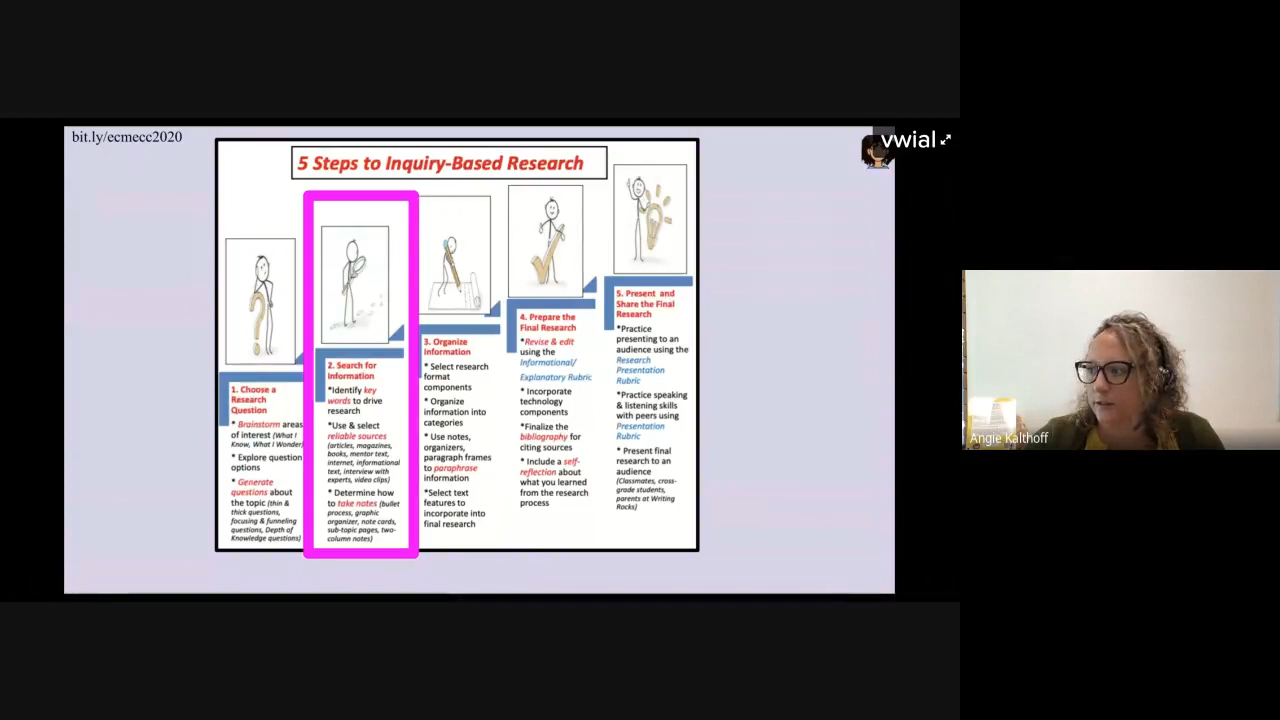 bit.ly/ecmecc2020
vwial
5 Steps to Inquiry-Based Research
1. Choose a
Research
Question
* Brainstorm areas
of interest (What I
Know, What I Wonder)
* Explore question
options
* Generate
questions about
the topic (thin &
thick questions,
focusing & funneling
questions, Depth of
Knowledge questions)
2. Search for
Information
*Identify key
words to drive
research
*Use & select
reliable sources
(articles, magazines,
books, mentor text,
internet, informational
text, interview with
experts, video clips)
* Determine how
to take notes (bullet
process, graphic
organizer, note cards,
sub-topic pages, two-
column notes)
3. Organize
Information
* Select research
format
components
* Organize
information into
categories
* Use notes,
organizers,
paragraph frames
to paraphrase
information
*Select text
features to
incorporate into
final research
4. Prepare the
Final Research
*Revise & edit
using the
Informational/
Explanatory Rubric
* Incorporate
technology
components
*Finalize the
bibliography for
citing sources
* Include a self-
reflection about
what you learned
from the research
process
5. Present and
Share the Final
Research
*Practice
presenting to an
audience using the
Research
Presentation
Rubric
*Practice speaking
& listening skills
with peers using
Presentation
Rubric
* Present final
research to an
audience
(Classmates, cross-
grade students,
parents at Writing
Rocks)
Angie Kalthoff